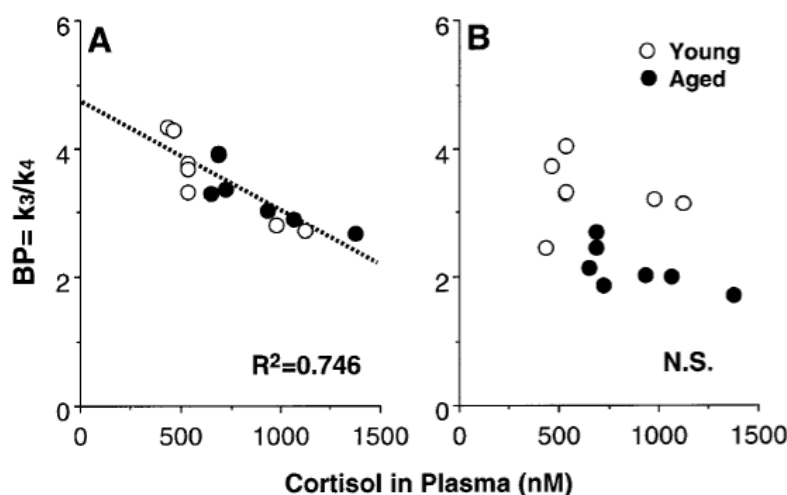 A
B
6
4
2
0
BP= k3/k4
R²=0.746
0
500
1000
1500
6
4
2
0
Young
Aged
N.S.
0
500
1000
1500
Cortisol in Plasma (nM)